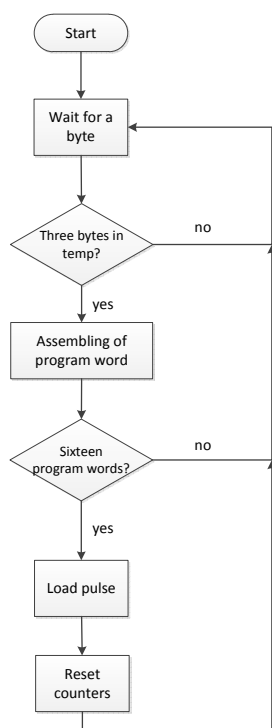 Start
Wait for a
byte
Three bytes in
temp?
no
yes
Assembling of
program word
Sixteen
program words?
no
yes
Load pulse
Reset
counters